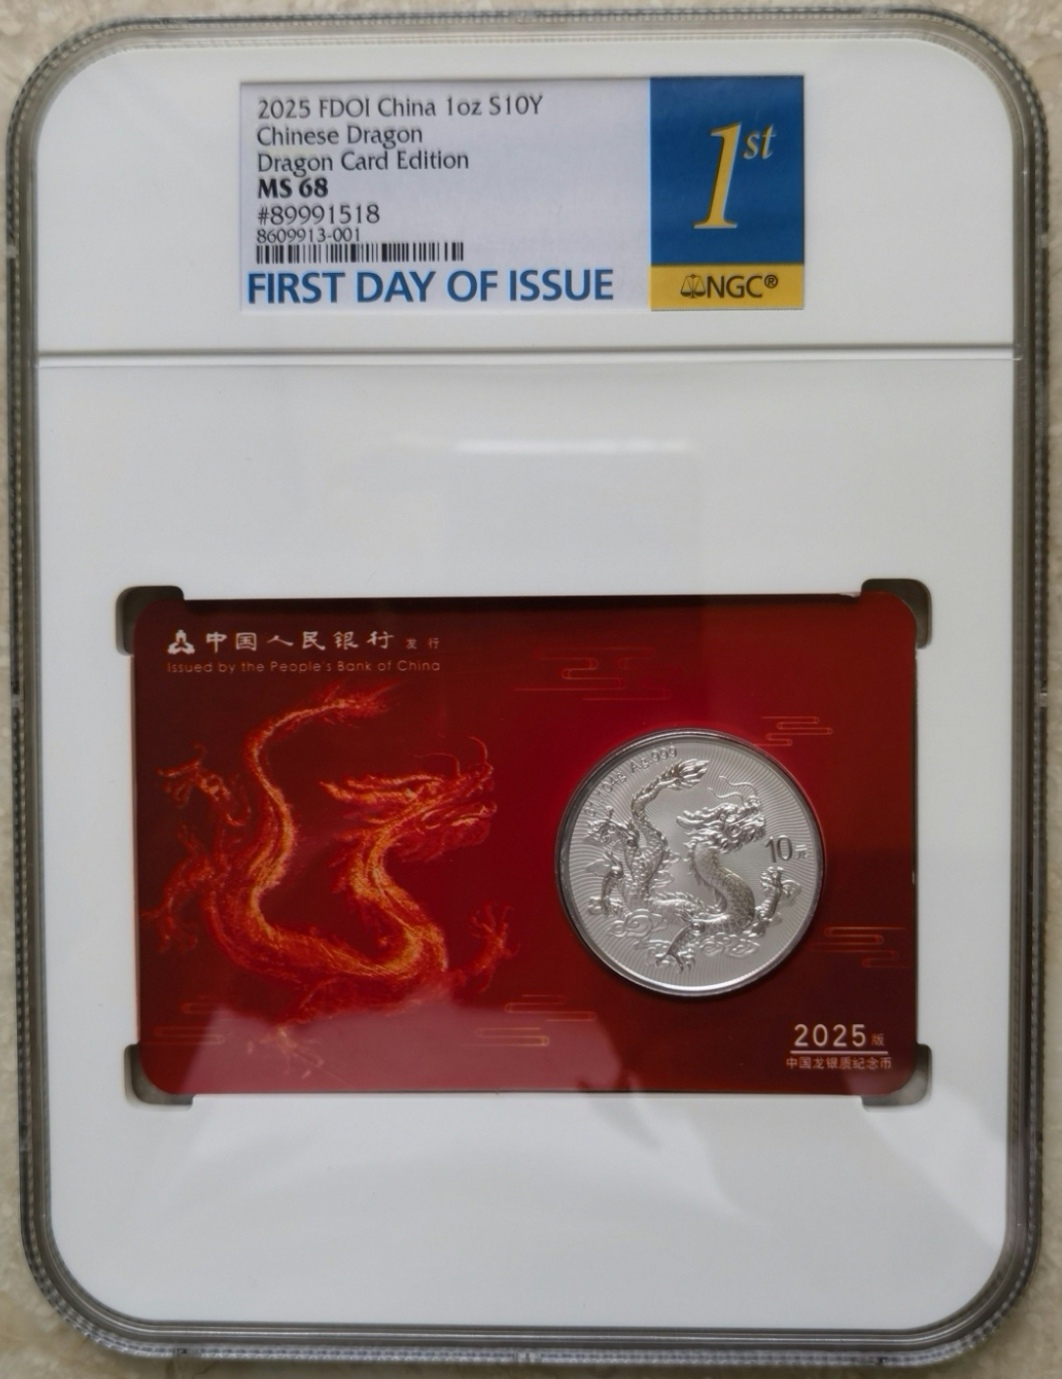 2025 FDOI China 1oz S10Y
Chinese Dragon
Dragon Card Edition
MS 68
#89991518
8609913-001
FIRST DAY OF ISSUE
1st
NGC®
中国人民银行 发行
Issued by the People's Bank of China
Ag.999
10元
2025版
中国龙银质纪念币